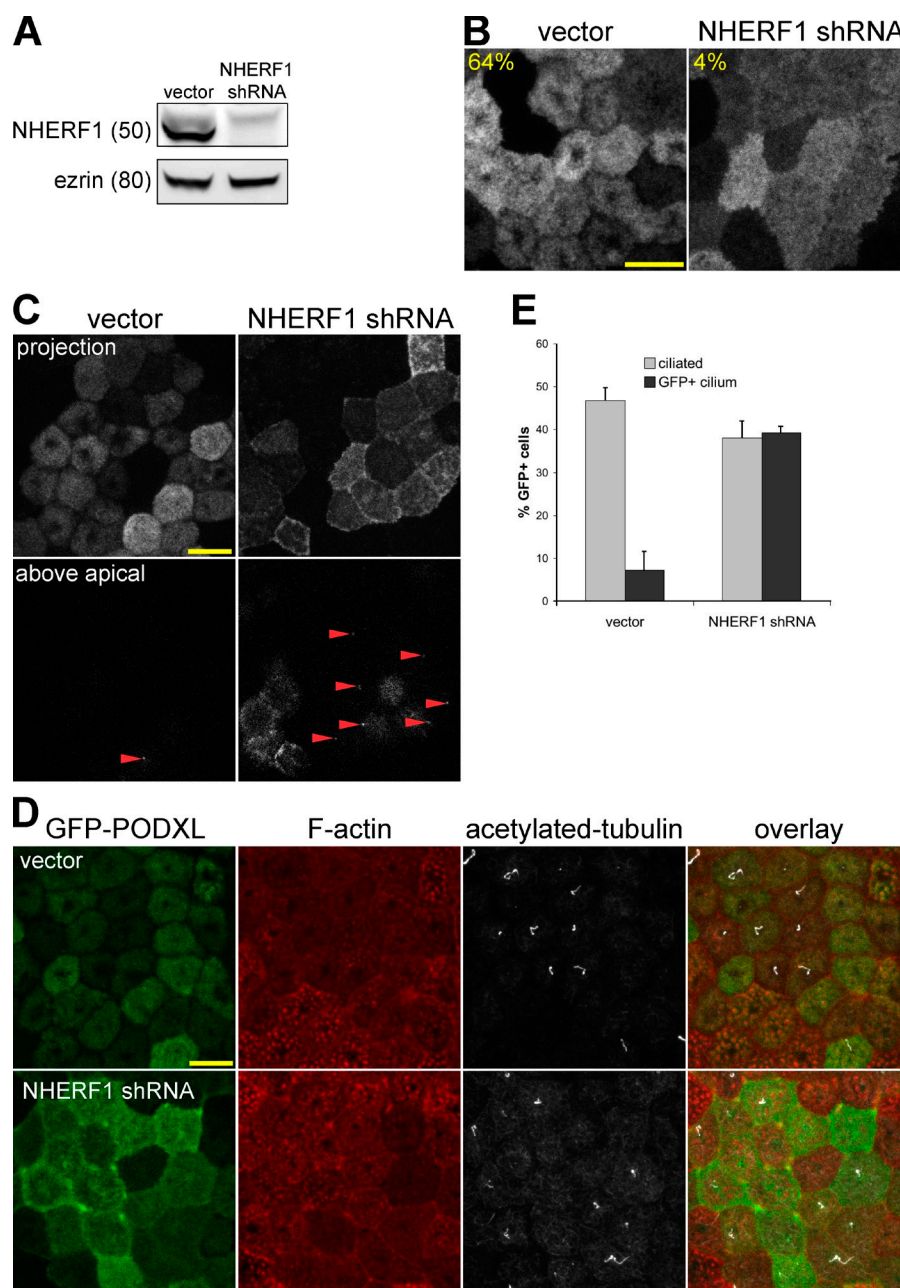 A
vector
NHERF1
shRNA
NHERF1 (50)
ezrin (80)
B
vector
NHERF1 shRNA
64%
4%
C
vector
NHERF1 shRNA
projection
above apical
E
60
50
40
30
20
10
0
% GFP+ cells
ciliated
GFP+ cilium
vector
NHERF1 shRNA
D
GFP-PODXL
F-actin
acetylated-tubulin
overlay
vector
NHERF1 shRNA